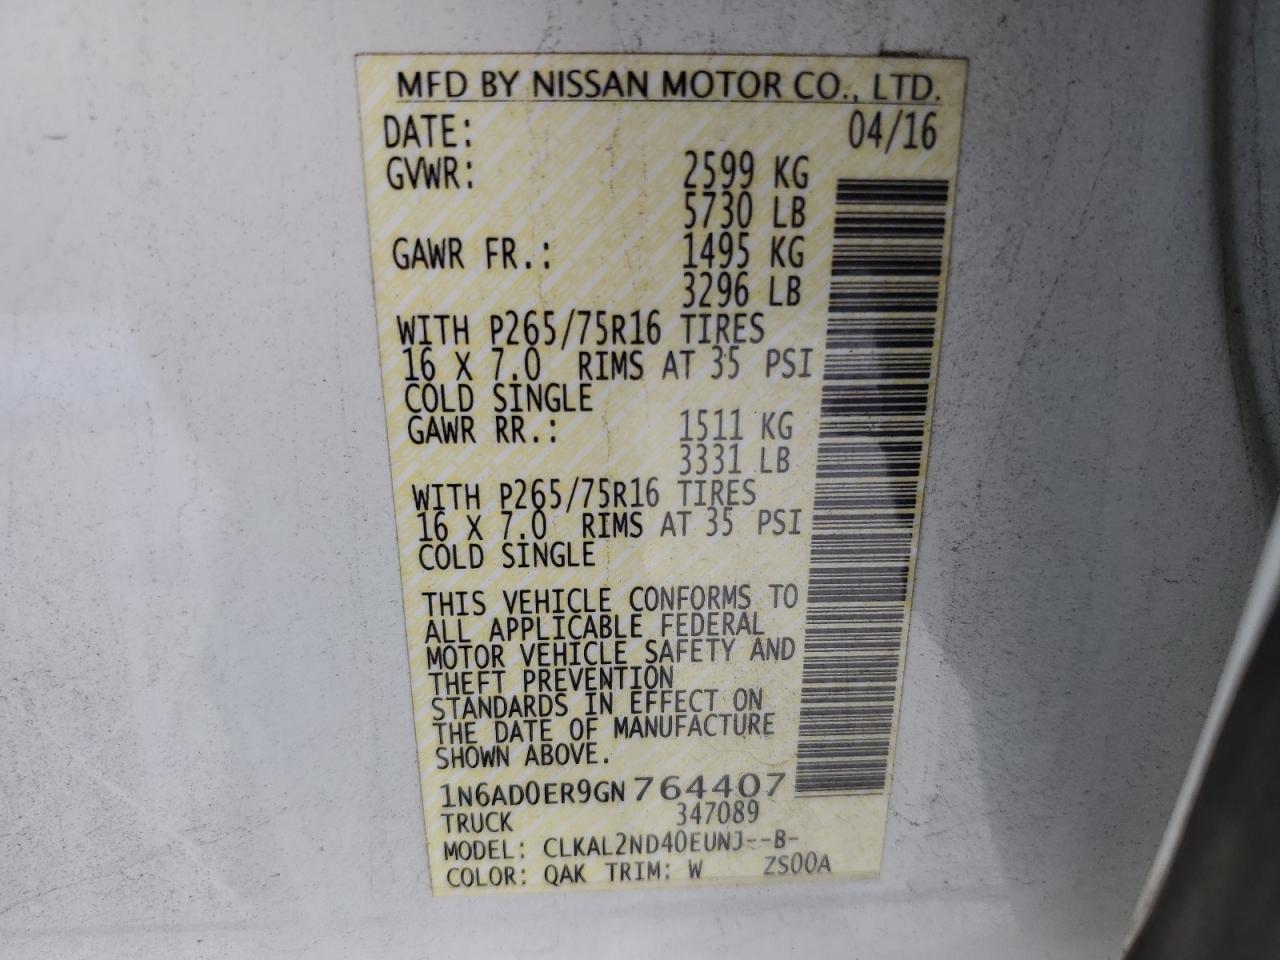 MFD BY NISSAN MOTOR CO., LTD.
DATE: 04/16
GVWR: 2599 KG
5730 LB
GAWR FR.: 1495 KG
3296 LB
WITH P265/75R16 TIRES
16 X 7.0 RIMS AT 35 PSI
COLD SINGLE
GAWR RR.: 1511 KG
3331 LB
WITH P265/75R16 TIRES
16 X 7.0 RIMS AT 35 PSI
COLD SINGLE
THIS VEHICLE CONFORMS TO
ALL APPLICABLE FEDERAL
MOTOR VEHICLE SAFETY AND
THEFT PREVENTION
STANDARDS IN EFFECT ON
THE DATE OF MANUFACTURE
SHOWN ABOVE.
1N6AD0ER9GN764407
TRUCK 347089
MODEL: CLKAL2ND40EUNJ--B-
COLOR: QAK TRIM: W ZS00A